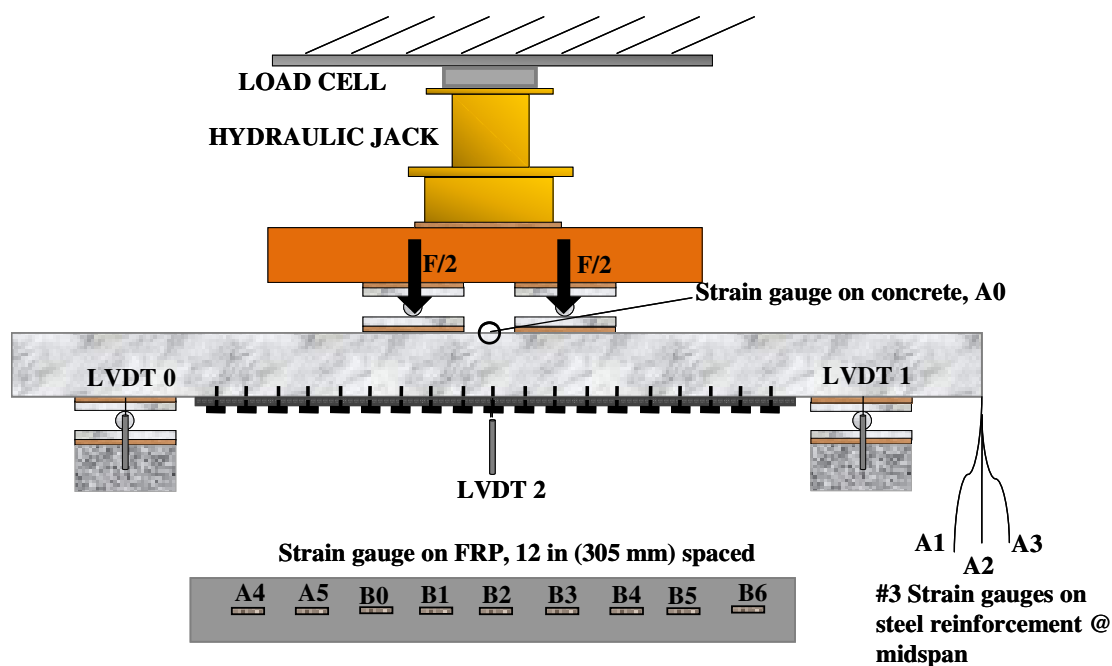 LOAD CELL
HYDRAULIC JACK
F/2
F/2
Strain gauge on concrete, A0
LVDT 0
LVDT 1
LVDT 2
A1
A2
A3
Strain gauge on FRP, 12 in (305 mm) spaced
A4 A5 B0 B1 B2 B3 B4 B5 B6
#3 Strain gauges on
steel reinforcement @
midspan